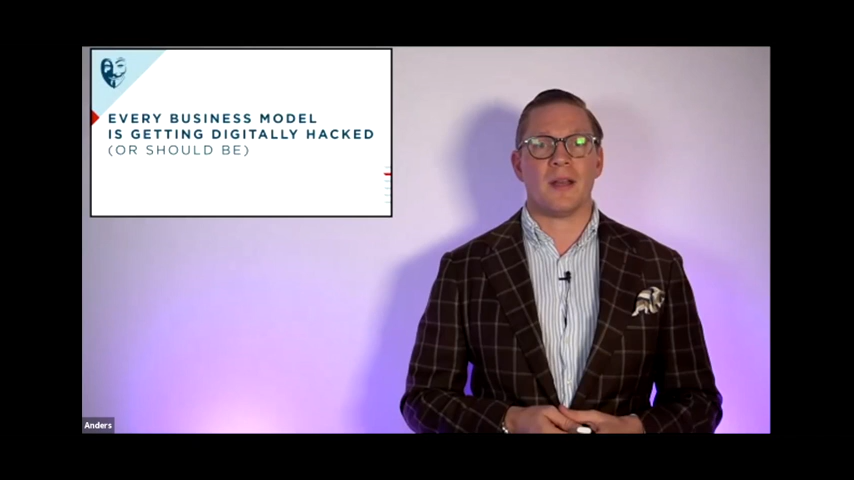 EVERY BUSINESS MODEL
IS GETTING DIGITALLY HACKED
(OR SHOULD BE)
Anders